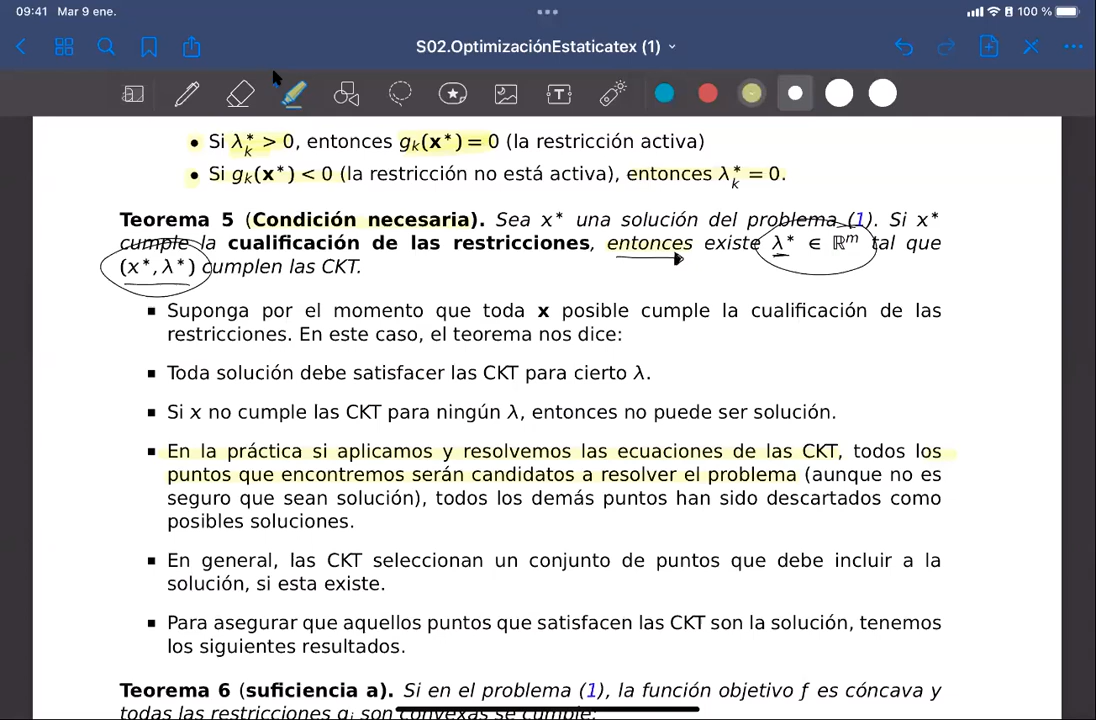 09:41 Mar 9 ene. 100 %
S02.OptimizaciónEstaticatex (1)
• Si λ*ₖ > 0, entonces gₖ(x*) = 0 (la restricción activa)
• Si gₖ(x*) < 0 (la restricción no está activa), entonces λ*ₖ = 0.
Teorema 5 (Condición necesaria). Sea x* una solución del problema (1). Si x*
cumple la cualificación de las restricciones, entonces existe λ* ∈ ℝᵐ tal que
(x*, λ*) cumplen las CKT.
▪ Suponga por el momento que toda x posible cumple la cualificación de las
restricciones. En este caso, el teorema nos dice:
▪ Toda solución debe satisfacer las CKT para cierto λ.
▪ Si x no cumple las CKT para ningún λ, entonces no puede ser solución.
▪ En la práctica si aplicamos y resolvemos las ecuaciones de las CKT, todos los
puntos que encontremos serán candidatos a resolver el problema (aunque no es
seguro que sean solución), todos los demás puntos han sido descartados como
posibles soluciones.
▪ En general, las CKT seleccionan un conjunto de puntos que debe incluir a la
solución, si esta existe.
▪ Para asegurar que aquellos puntos que satisfacen las CKT son la solución, tenemos
los siguientes resultados.
Teorema 6 (suficiencia a). Si en el problema (1), la función objetivo f es cóncava y
todas las restricciones gⱼ son convexas se cumple: